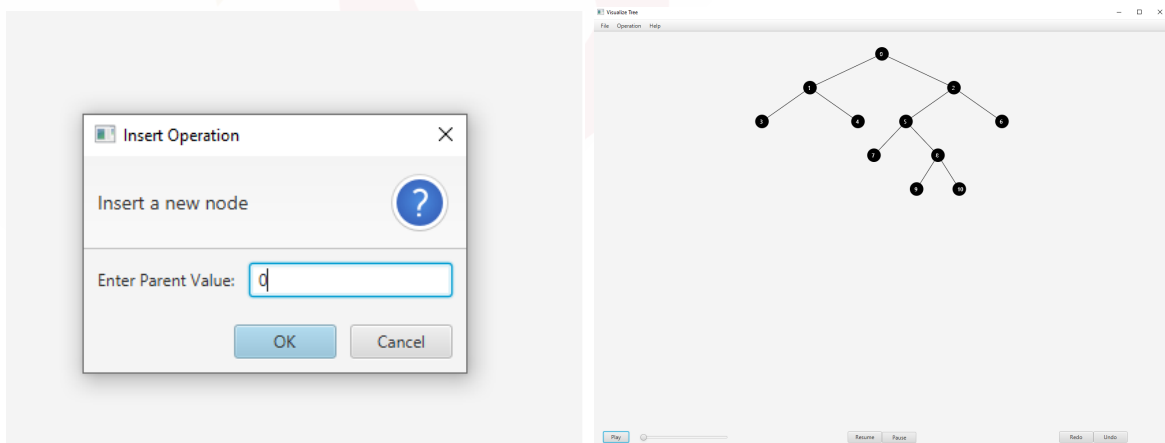 Insert Operation
Insert a new node
?
Enter Parent Value: 0
OK Cancel
Visualize Tree
File Operation Help
0
1 2
3 4 5 6
7 8
9 10
Play Resume Pause Redo Undo